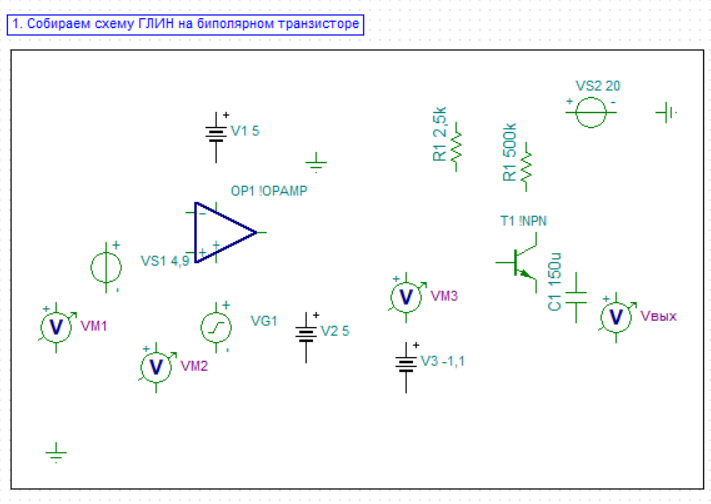 1. Собираем схему ГЛИН на биполярном транзисторе
VS2 20
+ -
+
V1 5
R1 2,5k
R1 500k
OP1 !OPAMP
T1 !NPN
-
+ +
+
VS1 4,9
C1 150u
+
VM1
+
VM2
+
VG1
+
V2 5
+
VM3
+
V3 -1,1
+
Vвых
V
V
V
V